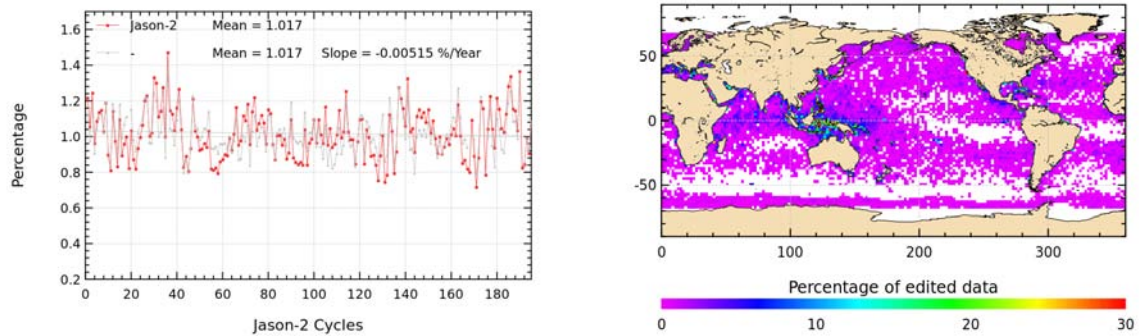 Jason-2 Mean = 1.017
- Mean = 1.017 Slope = -0.00515 %/Year
Percentage
1.6
1.4
1.2
1.0
0.8
0.6
0.4
0.2
0 20 40 60 80 100 120 140 160 180
Jason-2 Cycles
50
0
-50
0 100 200 300
Percentage of edited data
0 10 20 30